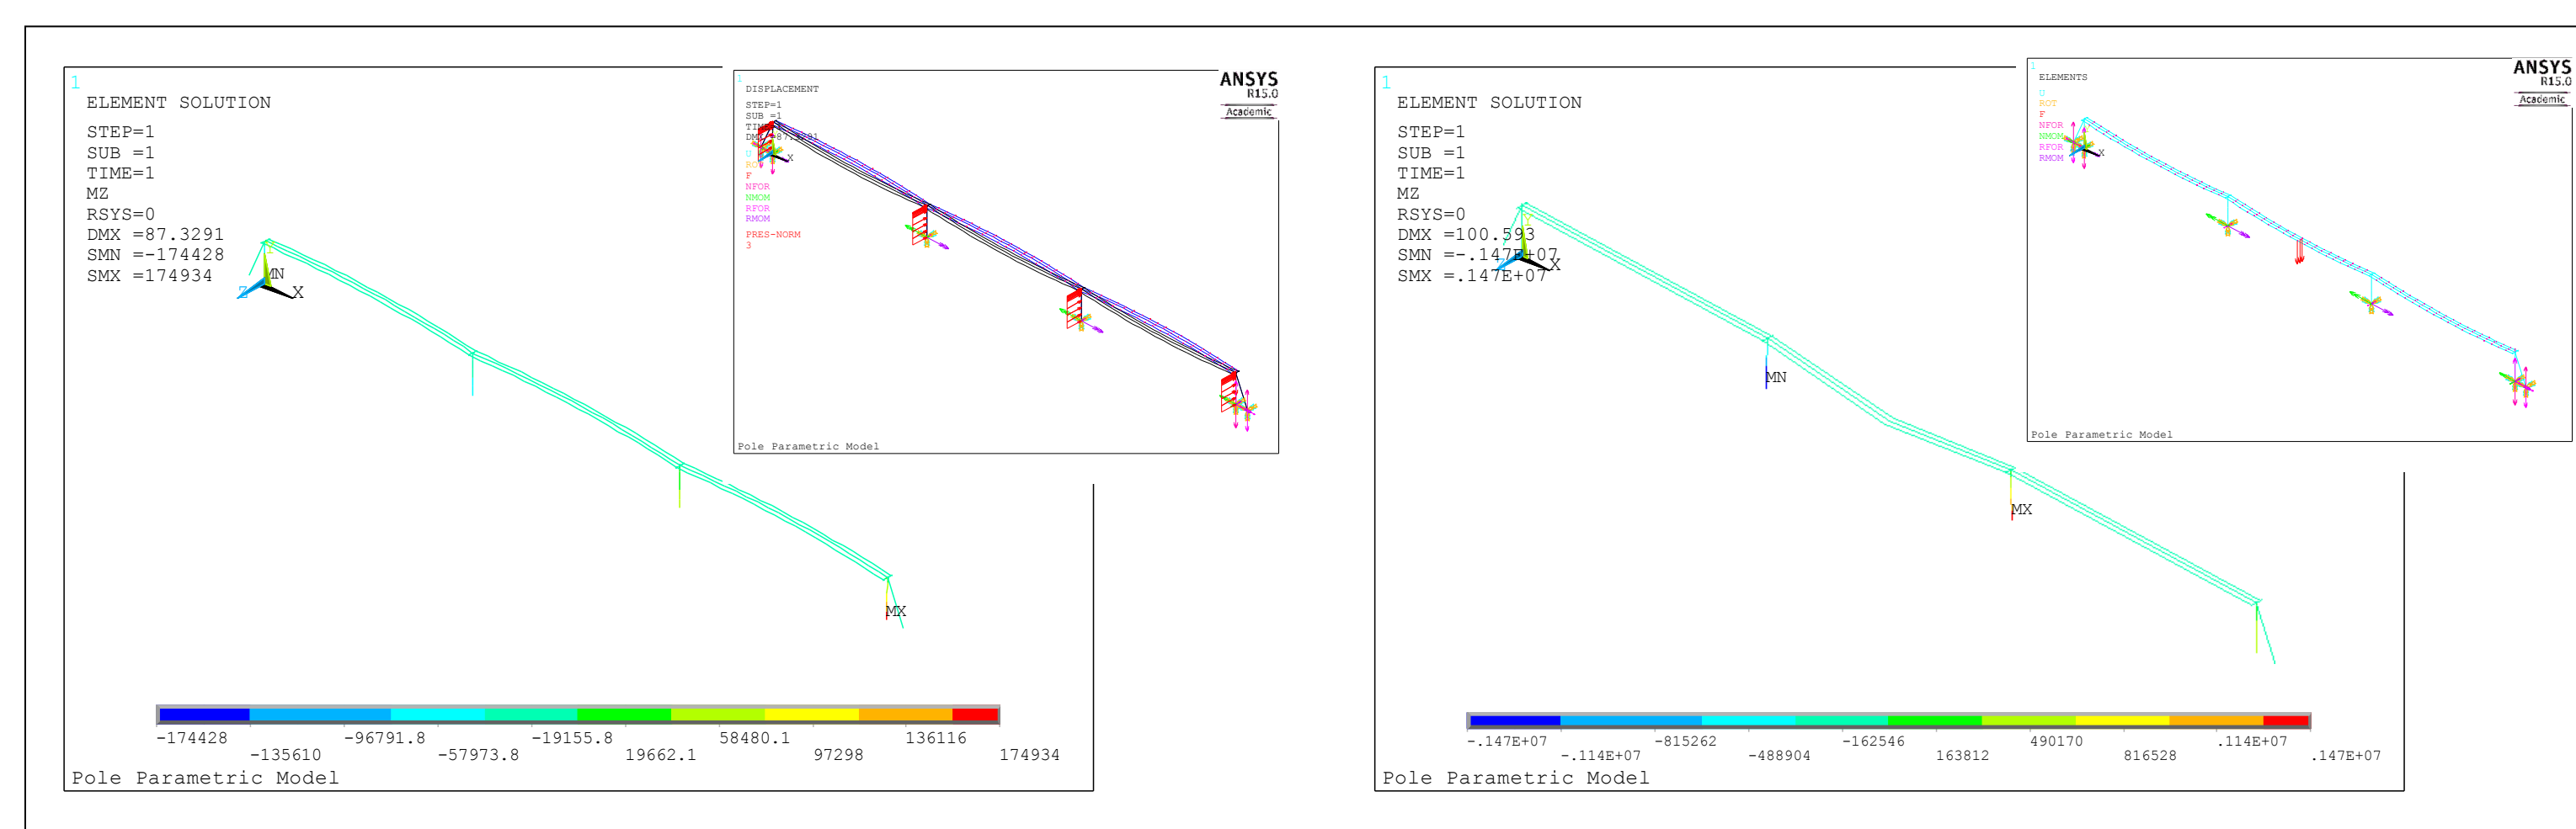 1
ELEMENT SOLUTION
STEP=1
SUB =1
TIME=1
MZ
RSYS=0
DMX =87.3291
SMN =-174428
SMX =174934
MN
Z
X
MX
-174428
-135610
-96791.8
-57973.8
-19155.8
19662.1
58480.1
97298
136116
174934
Pole Parametric Model
1
DISPLACEMENT
STEP=1
SUB =1
U
F
NFOR
NMOM
RFOR
RMOM
PRES-NORM
3
X
ANSYS
R15.0
Academic
Pole Parametric Model
1
ELEMENT SOLUTION
STEP=1
SUB =1
TIME=1
MZ
RSYS=0
DMX =100.593
SMN =-.147E+07
SMX =.147E+07
Y
X
MN
MX
-.147E+07
-.114E+07
-815262
-488904
-162546
163812
490170
816528
.114E+07
.147E+07
Pole Parametric Model
1
ELEMENTS
U
ROT
F
NFOR
NMOM
RFOR
RMOM
X
ANSYS
R15.0
Academic
Pole Parametric Model